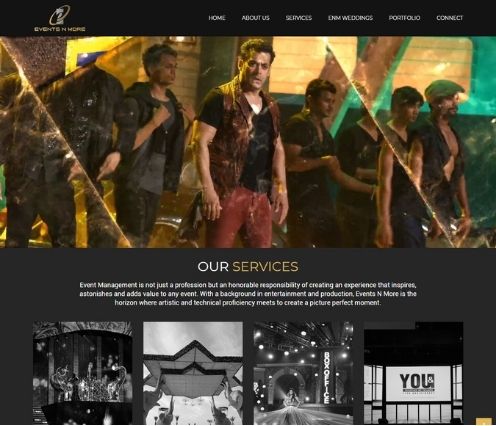 EVENTS N MORE
HOME ABOUT US SERVICES ENM WEDDINGS PORTFOLIO CONNECT
OUR SERVICES
Event Management is not just a profession but an honorable responsibility of creating an experience that inspires,
astonishes and adds value to any event. With a background in entertainment and production, Events N More is the
horizon where artistic and technical proficiency meets to create a picture perfect moment.
BOX OFFICE
YOU&